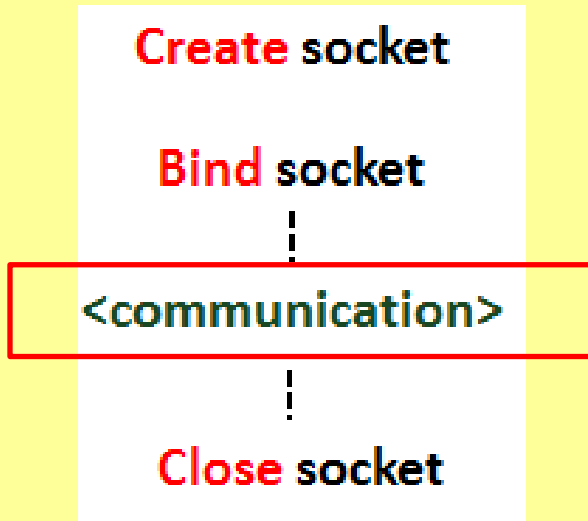 Create socket
Bind socket
<communication>
Close socket